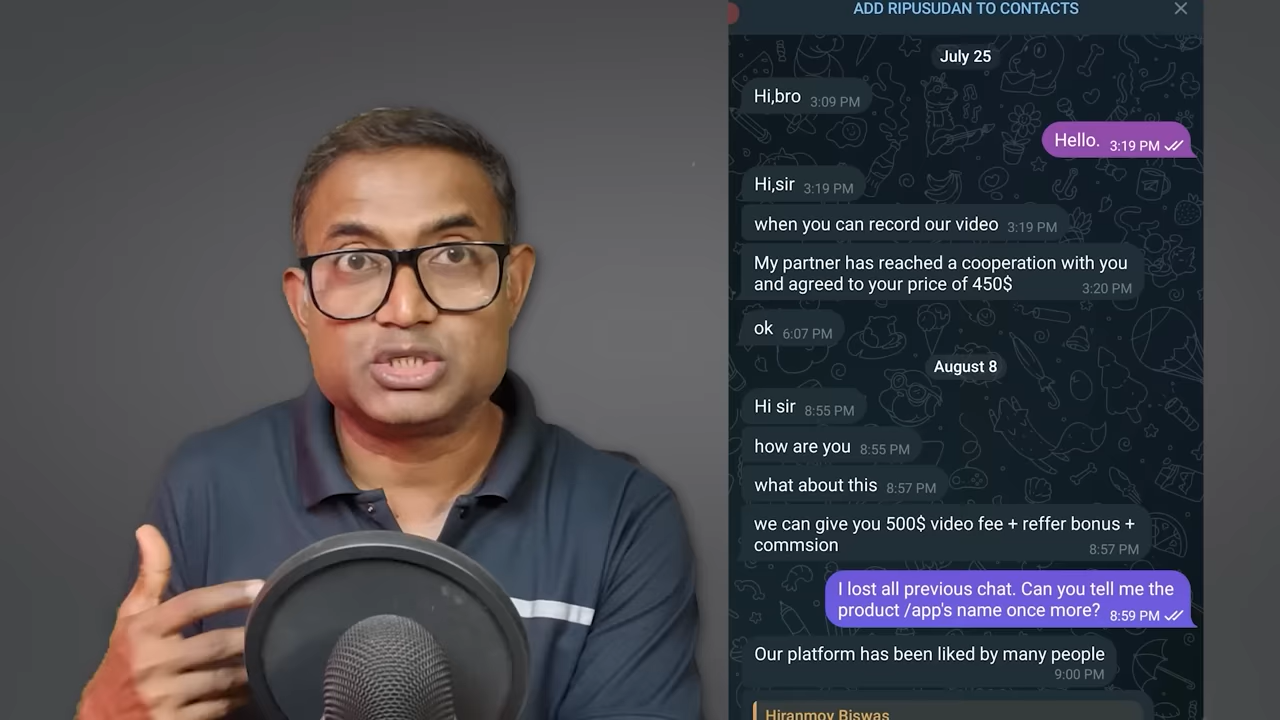 ADD RIPUSUDAN TO CONTACTS
July 25
Hi,bro 3:09 PM
Hello. 3:19 PM
Hi,sir 3:19 PM
when you can record our video 3:19 PM
My partner has reached a cooperation with you
and agreed to your price of 450$ 3:20 PM
ok 6:07 PM
August 8
Hi sir 8:55 PM
how are you 8:55 PM
what about this 8:57 PM
we can give you 500$ video fee + reffer bonus +
commsion 8:57 PM
I lost all previous chat. Can you tell me the
product /app's name once more? 8:59 PM
Our platform has been liked by many people
9:00 PM
Hiranmoy Biswas